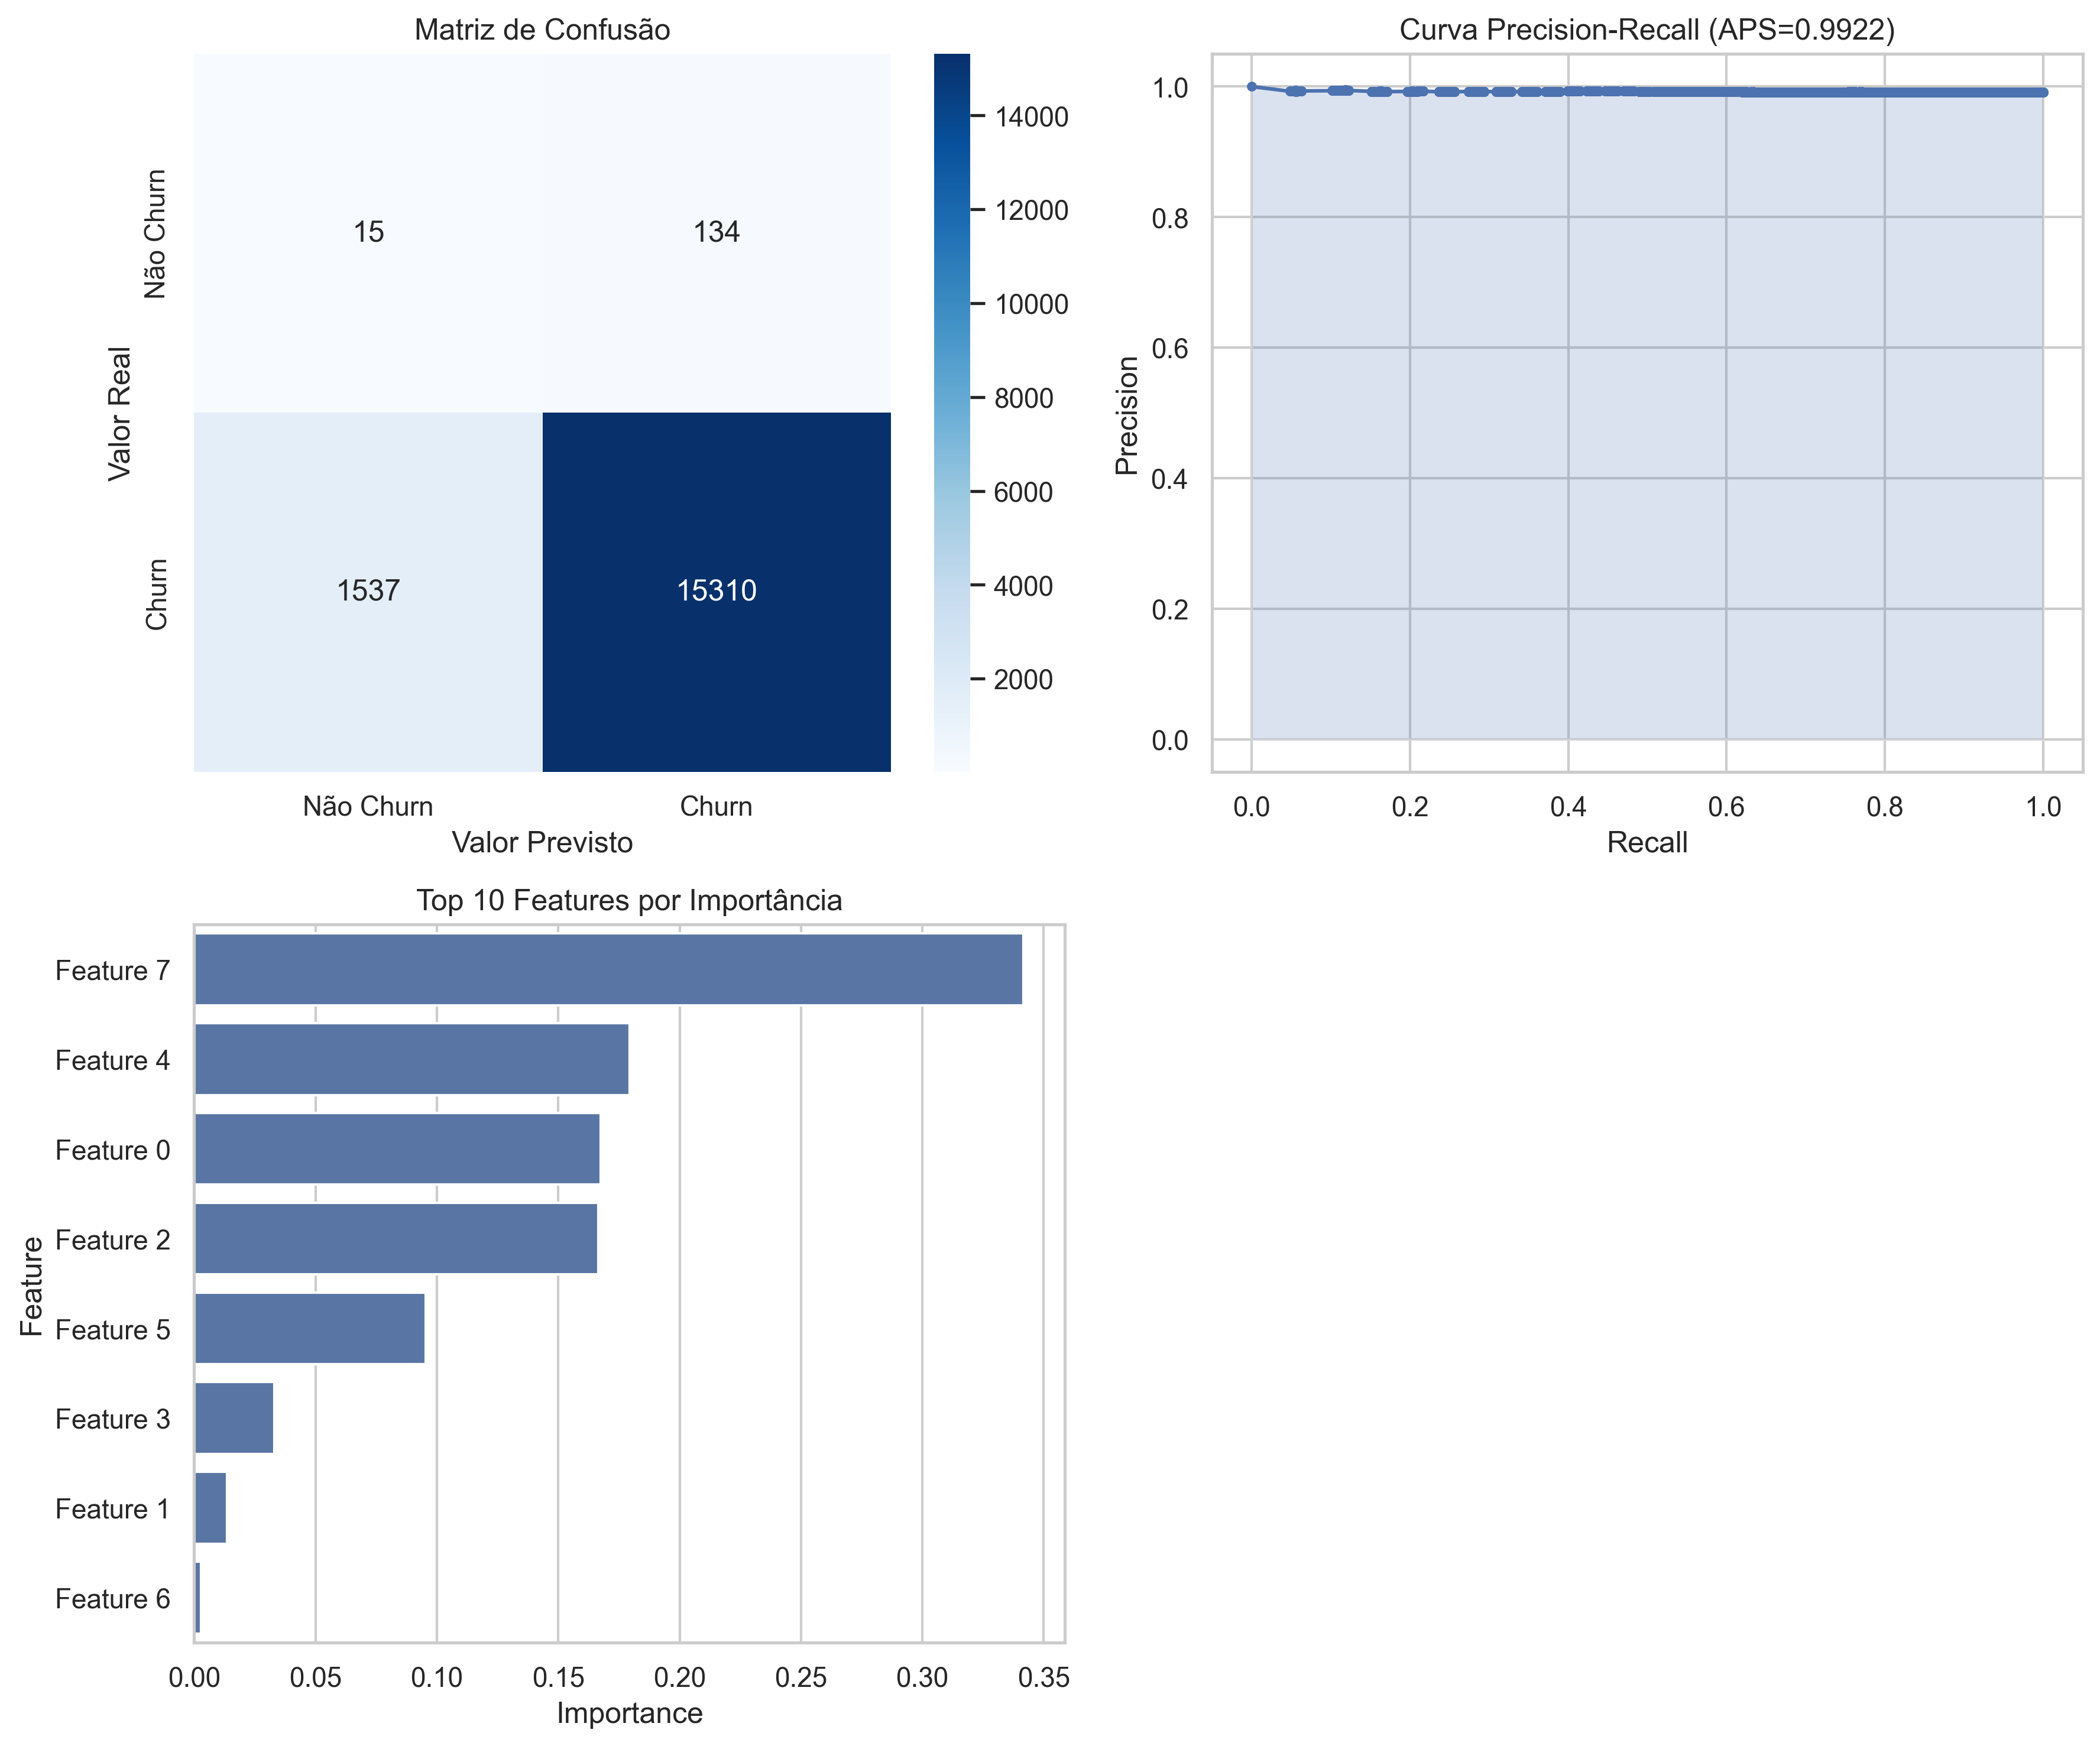 Matriz de Confusão
Não Churn
Churn
Valor Real
15
134
1537
15310
Não Churn
Churn
Valor Previsto
14000
12000
10000
8000
6000
4000
2000
Curva Precision-Recall (APS=0.9922)
Precision
1.0
0.8
0.6
0.4
0.2
0.0
0.0
0.2
0.4
0.6
0.8
1.0
Recall
Top 10 Features por Importância
Feature
Feature 7
Feature 4
Feature 0
Feature 2
Feature 5
Feature 3
Feature 1
Feature 6
0.00
0.05
0.10
0.15
0.20
0.25
0.30
0.35
Importance